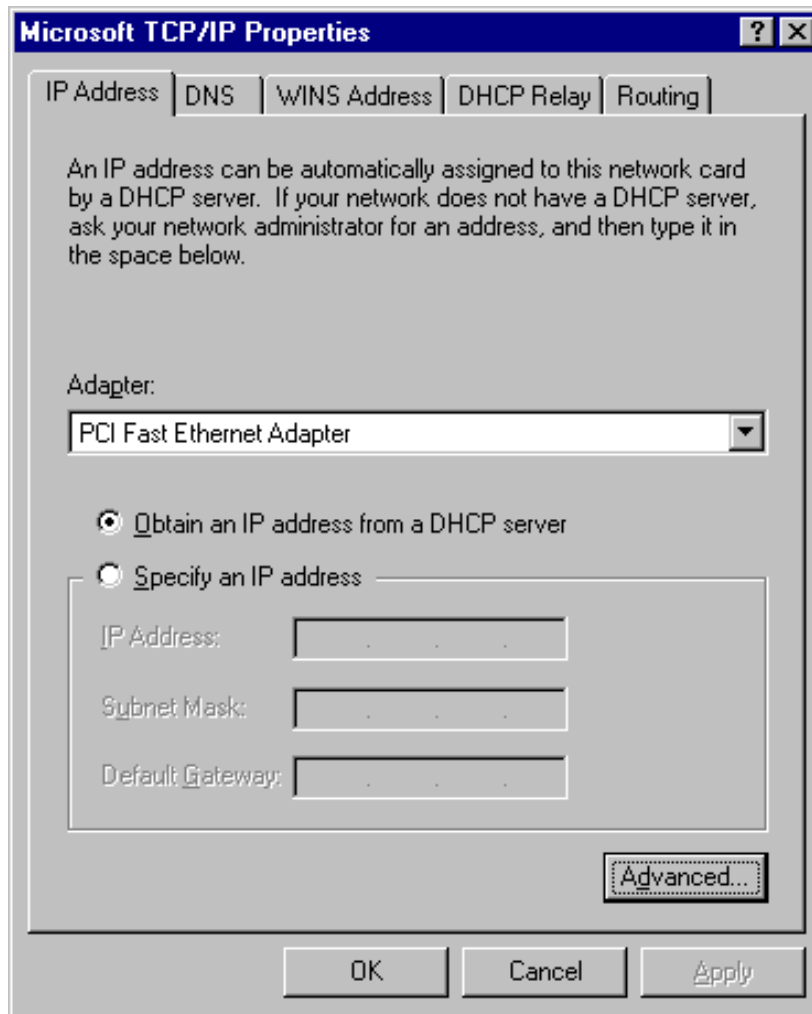 Microsoft TCP/IP Properties
IP Address DNS WINS Address DHCP Relay Routing
An IP address can be automatically assigned to this network card
by a DHCP server. If your network does not have a DHCP server,
ask your network administrator for an address, and then type it in
the space below.
Adapter:
PCI Fast Ethernet Adapter
Obtain an IP address from a DHCP server
Specify an IP address
IP Address:
Subnet Mask:
Default Gateway:
Advanced...
OK Cancel Apply